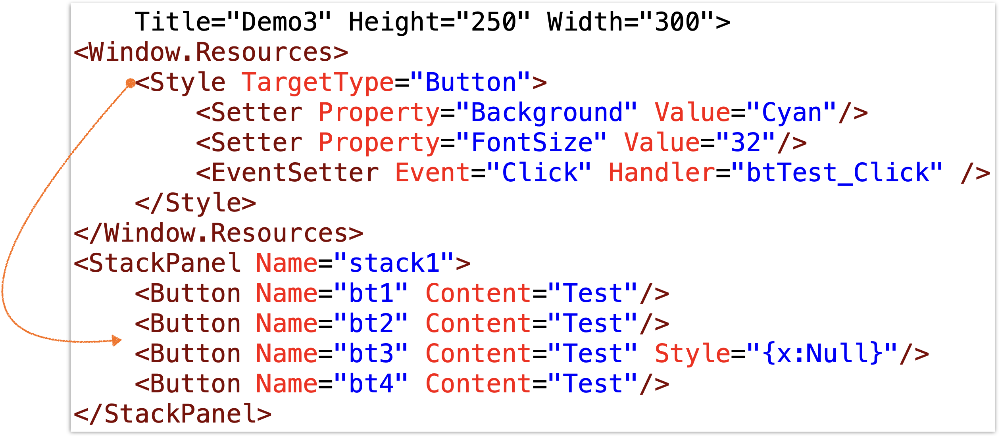 Title="Demo3" Height="250" Width="300">
<Window.Resources>
<Style TargetType="Button">
<Setter Property="Background" Value="Cyan"/>
<Setter Property="FontSize" Value="32"/>
<EventSetter Event="Click" Handler="btTest_Click" />
</Style>
</Window.Resources>
<StackPanel Name="stack1">
<Button Name="bt1" Content="Test"/>
<Button Name="bt2" Content="Test"/>
<Button Name="bt3" Content="Test" Style="{x:Null}"/>
<Button Name="bt4" Content="Test"/>
</StackPanel>